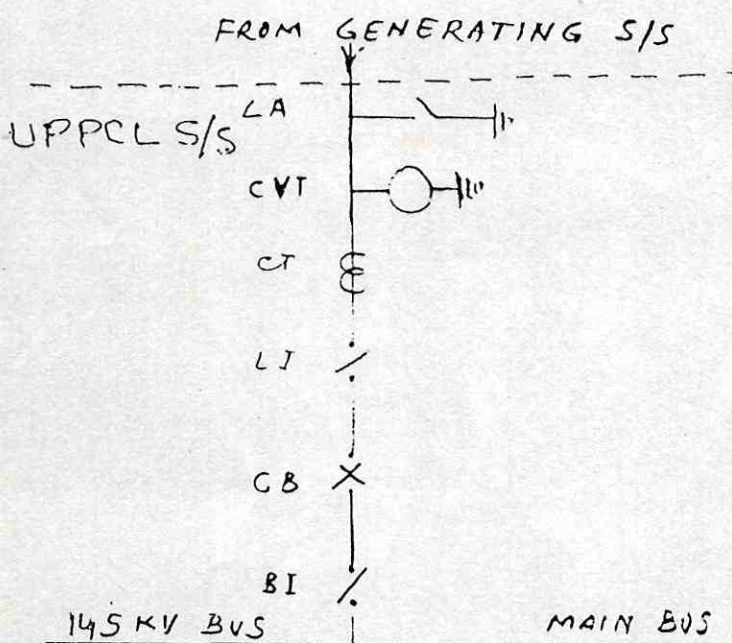 FROM GENERATING S/S
LA
UPPCL S/S
CVT
CT
LI
CB
BI
145 KV BUS MAIN BUS